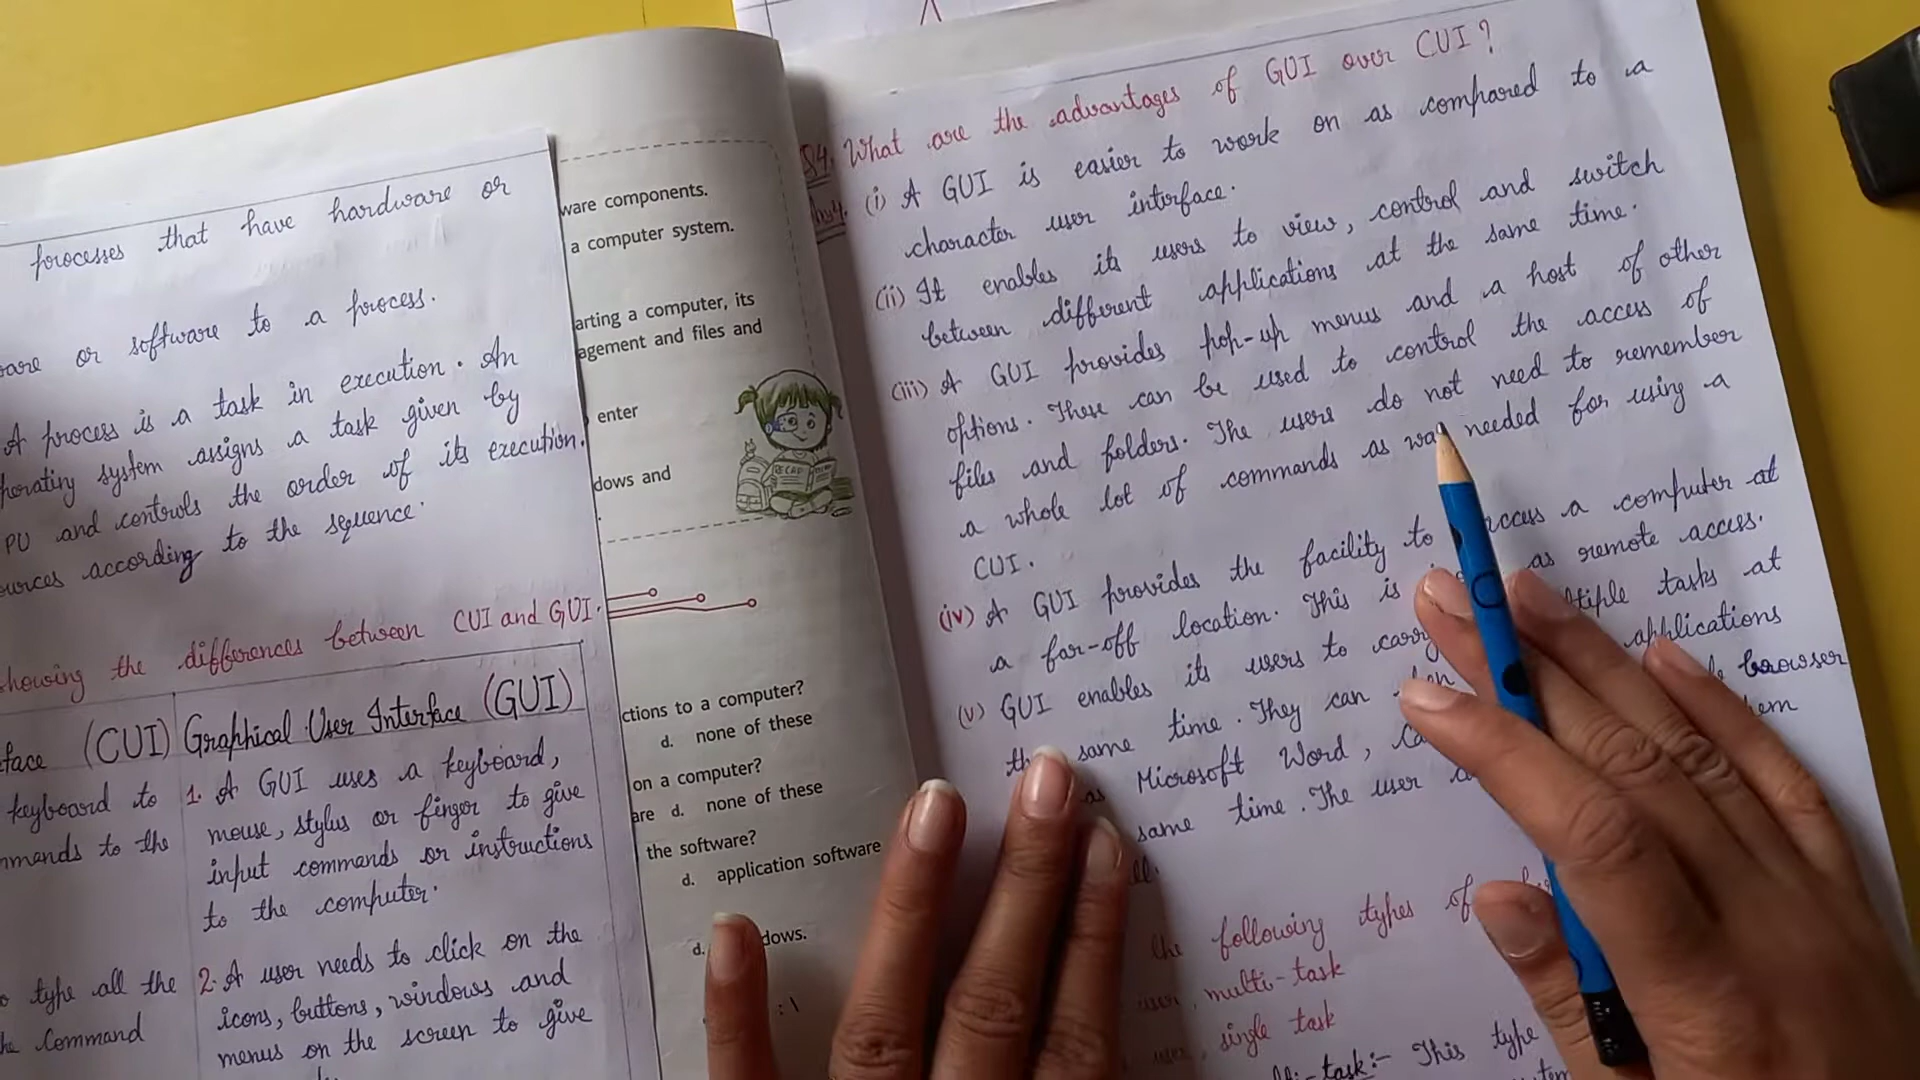 processes that have hardware or
or software to a process.
A process is a task in execution. An
operating system assigns a task given by
PU and controls the order of its execution.
according to the sequence.
showing the differences between CUI and GUI.
face (CUI) Graphical User Interface (GUI)
keyboard to 1. A GUI uses a keyboard,
mouse, stylus or finger to give
mmands to the input commands or instructions
to the computer.
2. A user needs to click on the
type all the icons, buttons, windows and
Command menus on the screen to give
ware components.
a computer system.
arting a computer, its
agement and files and
enter
dows and
RECAP
ctions to a computer?
d. none of these
on a computer?
are d. none of these
the software?
d. application software
d. dows.
: \
Q4. What are the advantages of GUI over CUI?
(i) A GUI is easier to work on as compared to a
character user interface.
(ii) It enables its users to view, control and switch
between different applications at the same time.
(iii) A GUI provides pop-up menus and a host of other
options. These can be used to control the access of
files and folders. The users do not need to remember
a whole lot of commands as was needed for using a
CUI.
(iv) A GUI provides the facility to access a computer at
a far-off location. This is as remote access.
(v) GUI enables its users to carry multiple tasks at
the same time. They can applications
as Microsoft Word, browser
same time. The user them
the following types of
user, multi-task
user, single task
task:- This type